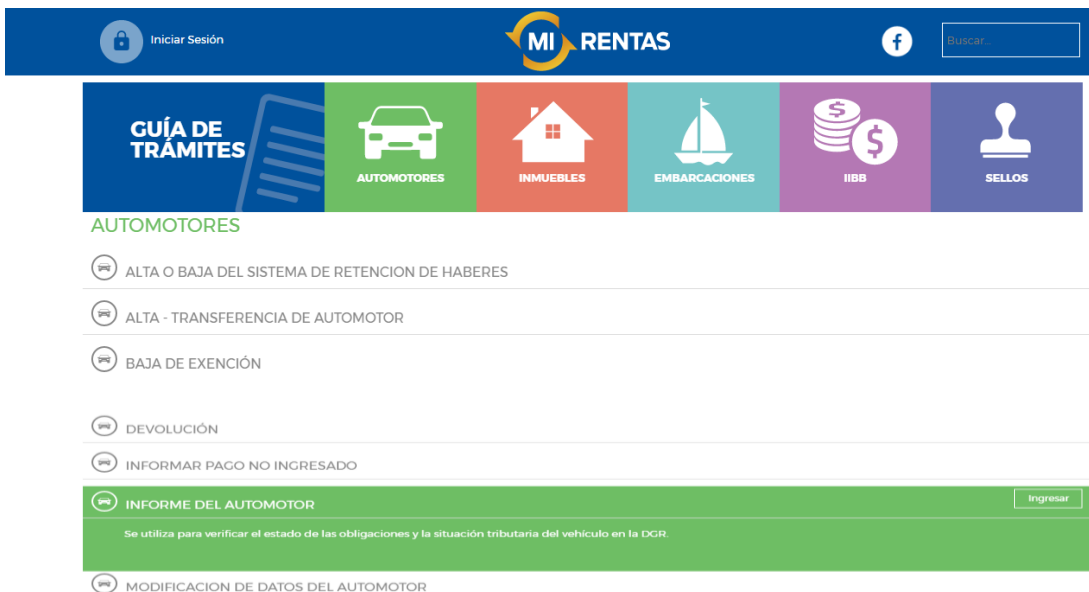 Iniciar Sesión
MI RENTAS
f
Buscar...
GUÍA DE
TRÁMITES
AUTOMOTORES
INMUEBLES
EMBARCACIONES
$
$
IIBB
SELLOS
AUTOMOTORES
ALTA O BAJA DEL SISTEMA DE RETENCION DE HABERES
ALTA - TRANSFERENCIA DE AUTOMOTOR
BAJA DE EXENCIÓN
DEVOLUCIÓN
INFORMAR PAGO NO INGRESADO
INFORME DEL AUTOMOTOR
Ingresar
Se utiliza para verificar el estado de las obligaciones y la situación tributaria del vehículo en la DGR.
MODIFICACION DE DATOS DEL AUTOMOTOR